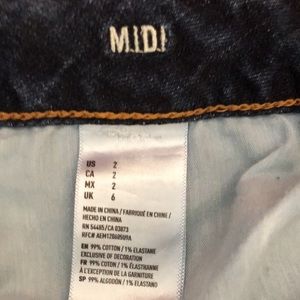 MIDI
US 2
CA 2
MX 2
UK 6
MADE IN CHINA / FABRIQUÉ EN CHINE /
HECHO EN CHINA
RN 54485/CA 03873
EN 99% COTTON / 1% ELASTANE
EXCLUSIVE OF DECORATION
FR 99% COTON / 1% ÉLASTHANNE
À L'EXCEPTION DE LA GARNITURE
SP 99% ALGODÓN / 1% ELASTANO